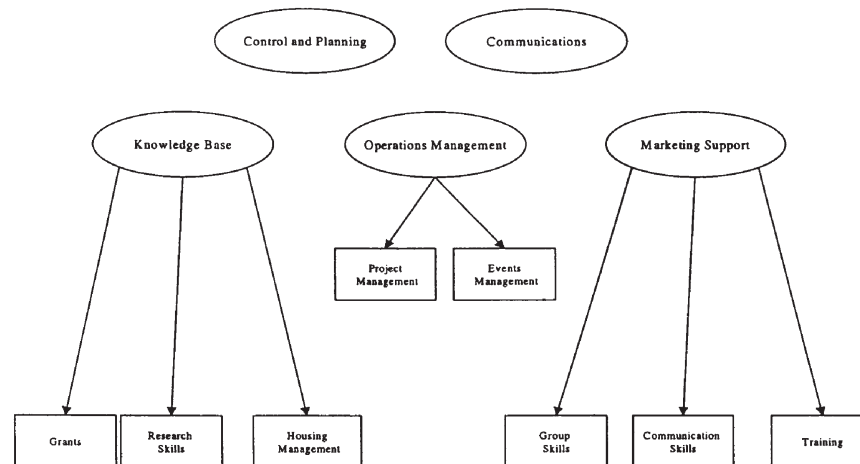 Control and Planning
Communications
Knowledge Base
Operations Management
Marketing Support
Project
Management
Events
Management
Grants
Research
Skills
Housing
Management
Group
Skills
Communication
Skills
Training